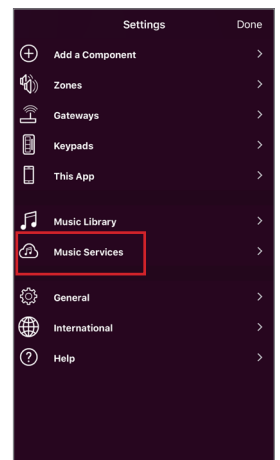 Settings Done
Add a Component
Zones
Gateways
Keypads
This App
Music Library
Music Services
General
International
Help